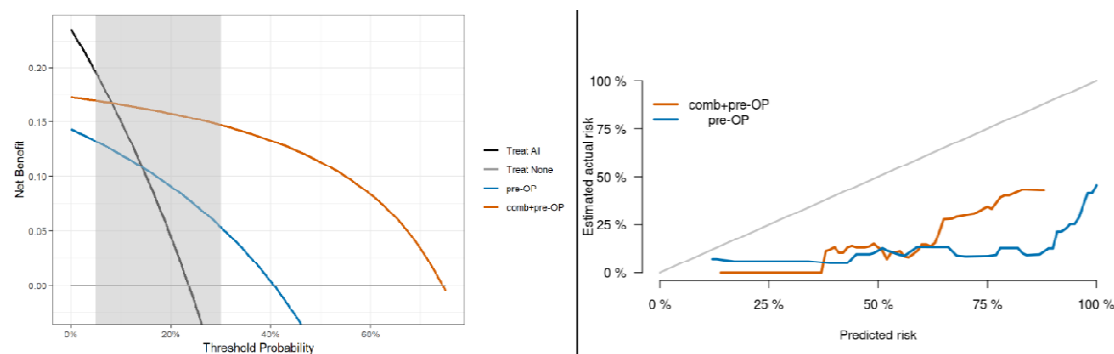 0.20
0.15
0.10
0.05
0.00
Net Benefit
0%
20%
40%
60%
Threshold Probability
Treat All
Treat None
pre-OP
comb+pre-OP
100 %
75 %
50 %
25 %
0 %
Estimated actual risk
comb+pre-OP
pre-OP
0 %
25 %
50 %
75 %
100 %
Predicted risk